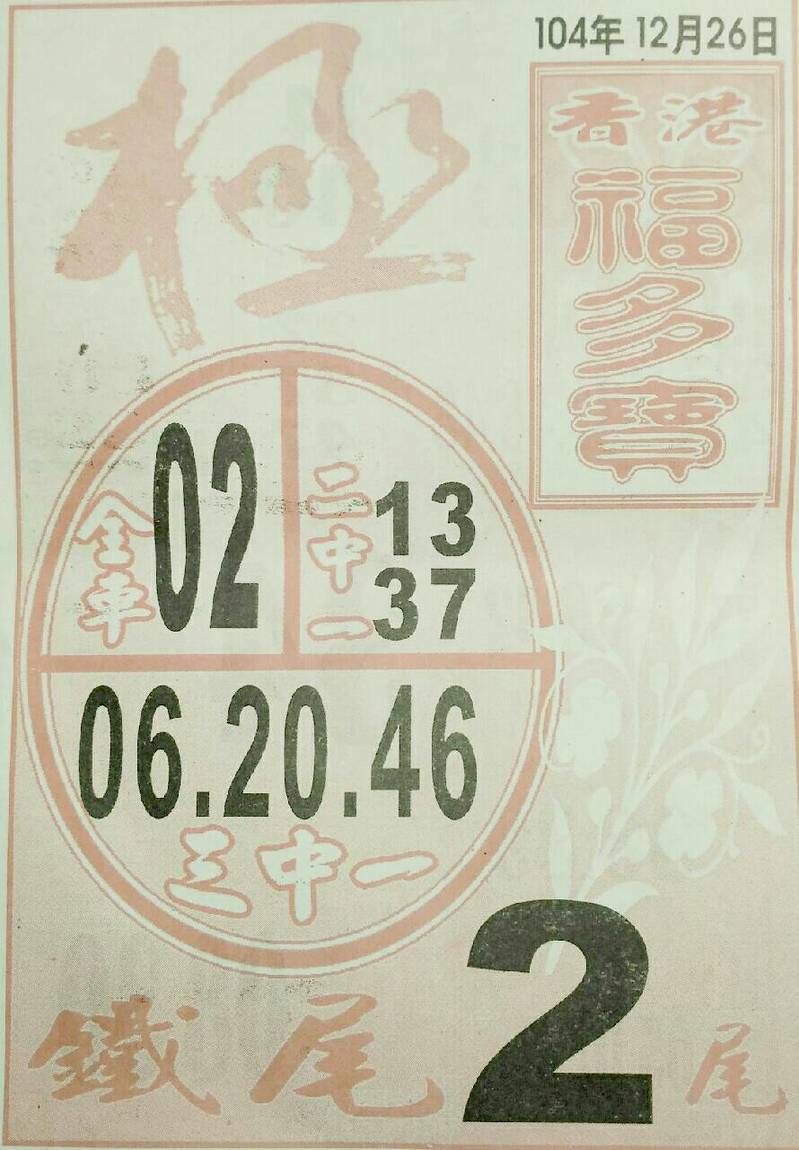 104年12月26日
極
香港
福多寶
全車
02
二中一
13
37
06.20.46
三中一
鐵尾 2 尾